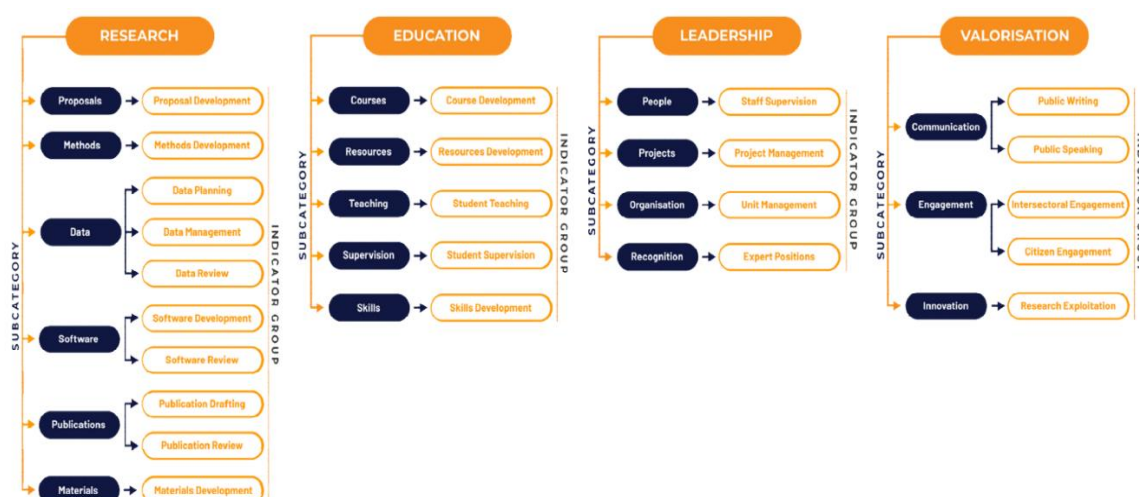 RESEARCH
SUBCATEGORY
Proposals
Proposal Development
Methods
Methods Development
Data
Data Planning
Data Management
Data Review
Software
Software Development
Software Review
Publications
Publication Drafting
Publication Review
Materials
Materials Development
INDICATOR GROUP
EDUCATION
SUBCATEGORY
Courses
Course Development
Resources
Resources Development
Teaching
Student Teaching
Supervision
Student Supervision
Skills
Skills Development
INDICATOR GROUP
LEADERSHIP
SUBCATEGORY
People
Staff Supervision
Projects
Project Management
Organisation
Unit Management
Recognition
Expert Positions
INDICATOR GROUP
VALORISATION
SUBCATEGORY
Communication
Public Writing
Public Speaking
Engagement
Intersectoral Engagement
Citizen Engagement
Innovation
Research Exploitation